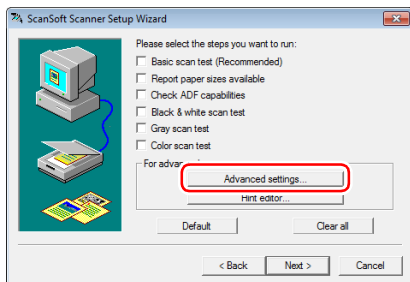 ScanSoft Scanner Setup Wizard
Please select the steps you want to run:
Basic scan test (Recommended)
Report paper sizes available
Check ADF capabilities
Black & white scan test
Gray scan test
Color scan test
For
Advanced settings...
Hint editor...
Default Clear all
< Back Next > Cancel